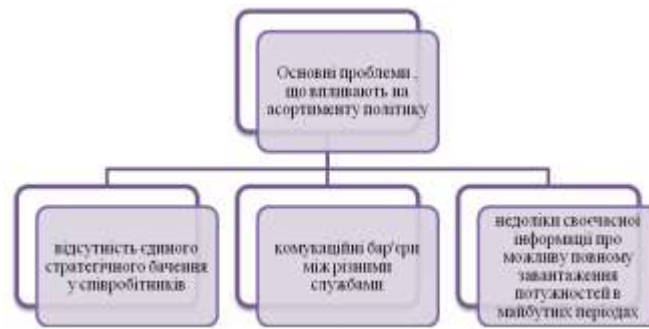 Основні проблеми ,
що впливають на
асортименту політику
відсутність єдиного
стратегічного бачення
у співробітників
комукаційні бар'єри
між різними
службами
недоліки своєчасної
інформації про
можливу повному
завантаження
потужностей в
майбутніх періодах